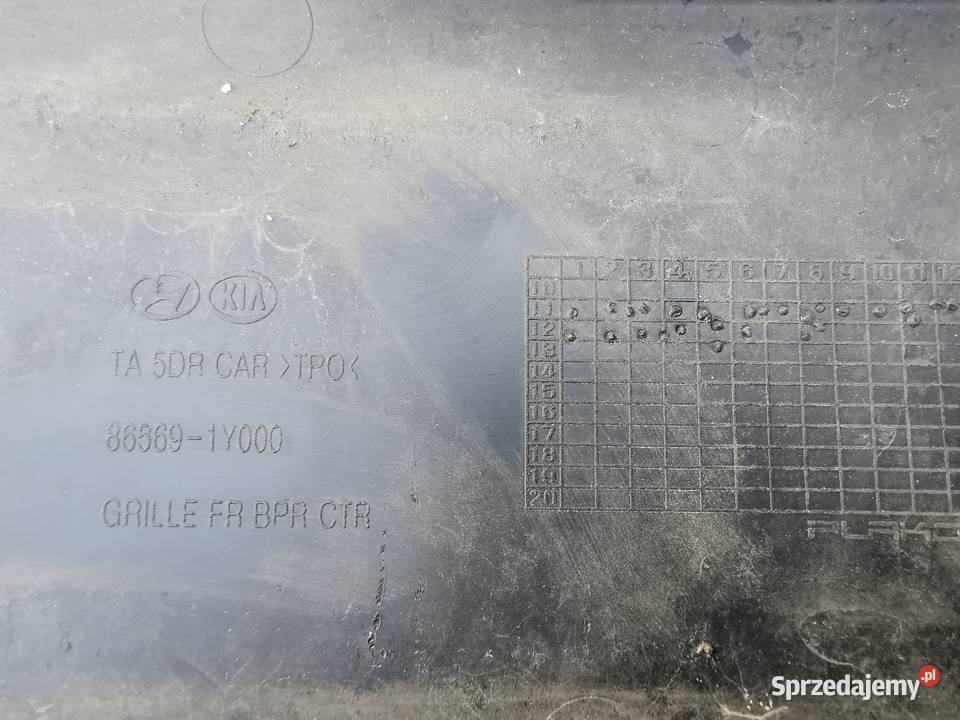 KIA
TA 5DR CAR >TPO<
86569-1Y000
GRILLE FR BPR CTR
1 2 3 4 5 6 7 8 9 10 11 12
10
11
12
13
14
15
16
17
18
19
20
Sprzedajemy.pl